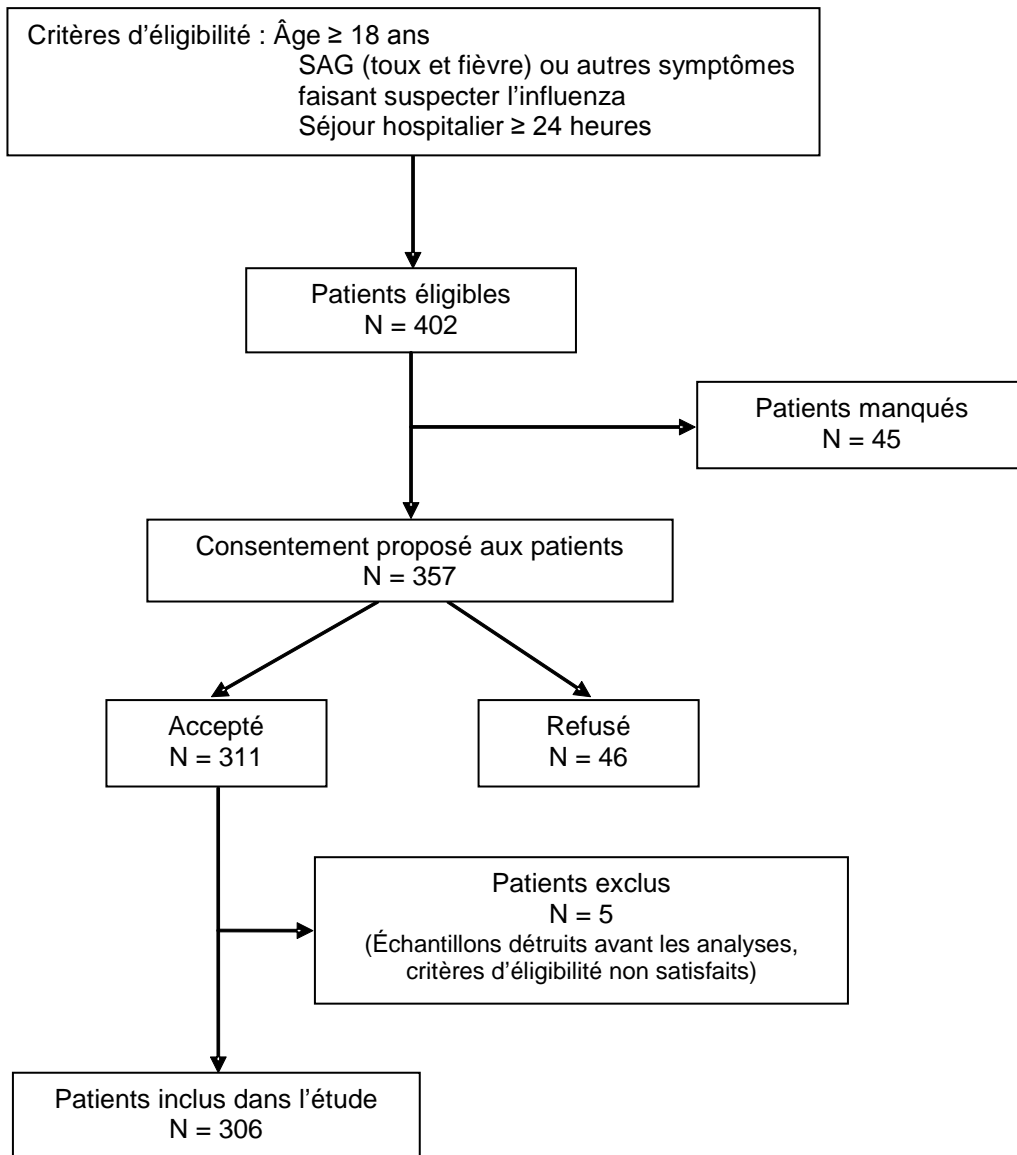 Critères d’éligibilité : Âge ≥ 18 ans
SAG (toux et fièvre) ou autres symptômes
faisant suspecter l’influenza
Séjour hospitalier ≥ 24 heures
Patients éligibles
N = 402
Patients manqués
N = 45
Consentement proposé aux patients
N = 357
Accepté
N = 311
Refusé
N = 46
Patients exclus
N = 5
(Échantillons détruits avant les analyses,
critères d’éligibilité non satisfaits)
Patients inclus dans l’étude
N = 306